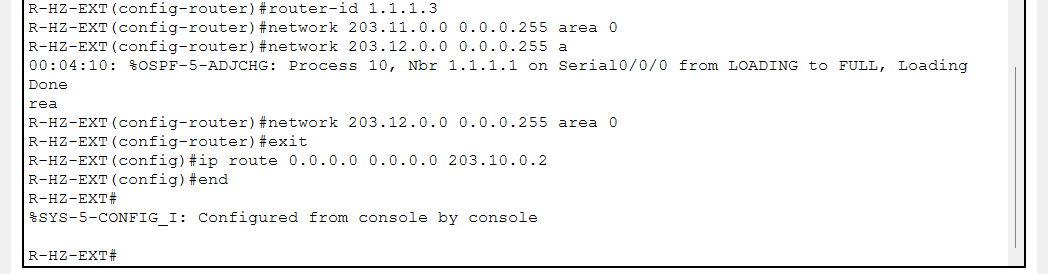 R-HZ-EXT(config-router)#router-id 1.1.1.3
R-HZ-EXT(config-router)#network 203.11.0.0 0.0.0.255 area 0
R-HZ-EXT(config-router)#network 203.12.0.0 0.0.0.255 a
00:04:10: %OSPF-5-ADJCHG: Process 10, Nbr 1.1.1.1 on Serial0/0/0 from LOADING to FULL, Loading
Done
rea
R-HZ-EXT(config-router)#network 203.12.0.0 0.0.0.255 area 0
R-HZ-EXT(config-router)#exit
R-HZ-EXT(config)#ip route 0.0.0.0 0.0.0.0 203.10.0.2
R-HZ-EXT(config)#end
R-HZ-EXT#
%SYS-5-CONFIG_I: Configured from console by console
R-HZ-EXT#